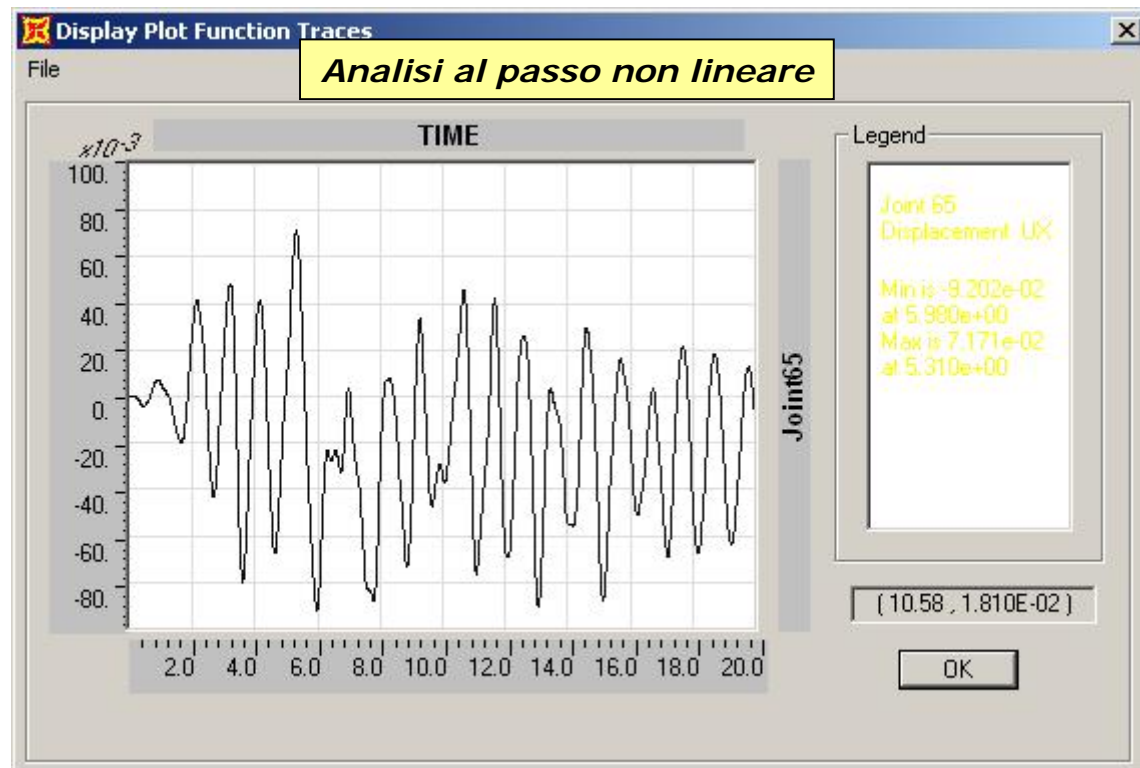 Display Plot Function Traces
File
Analisi al passo non lineare
x10-3
TIME
100.
80.
60.
40.
20.
0.
-20.
-40.
-60.
-80.
2.0 4.0 6.0 8.0 10.0 12.0 14.0 16.0 18.0 20.0
Joint65
Legend
Joint 65
Displacement UX
Min is -9.202e-02
at 5.980e+00
Max is 7.171e-02
at 5.310e+00
( 10.58 , 1.810E-02 )
OK